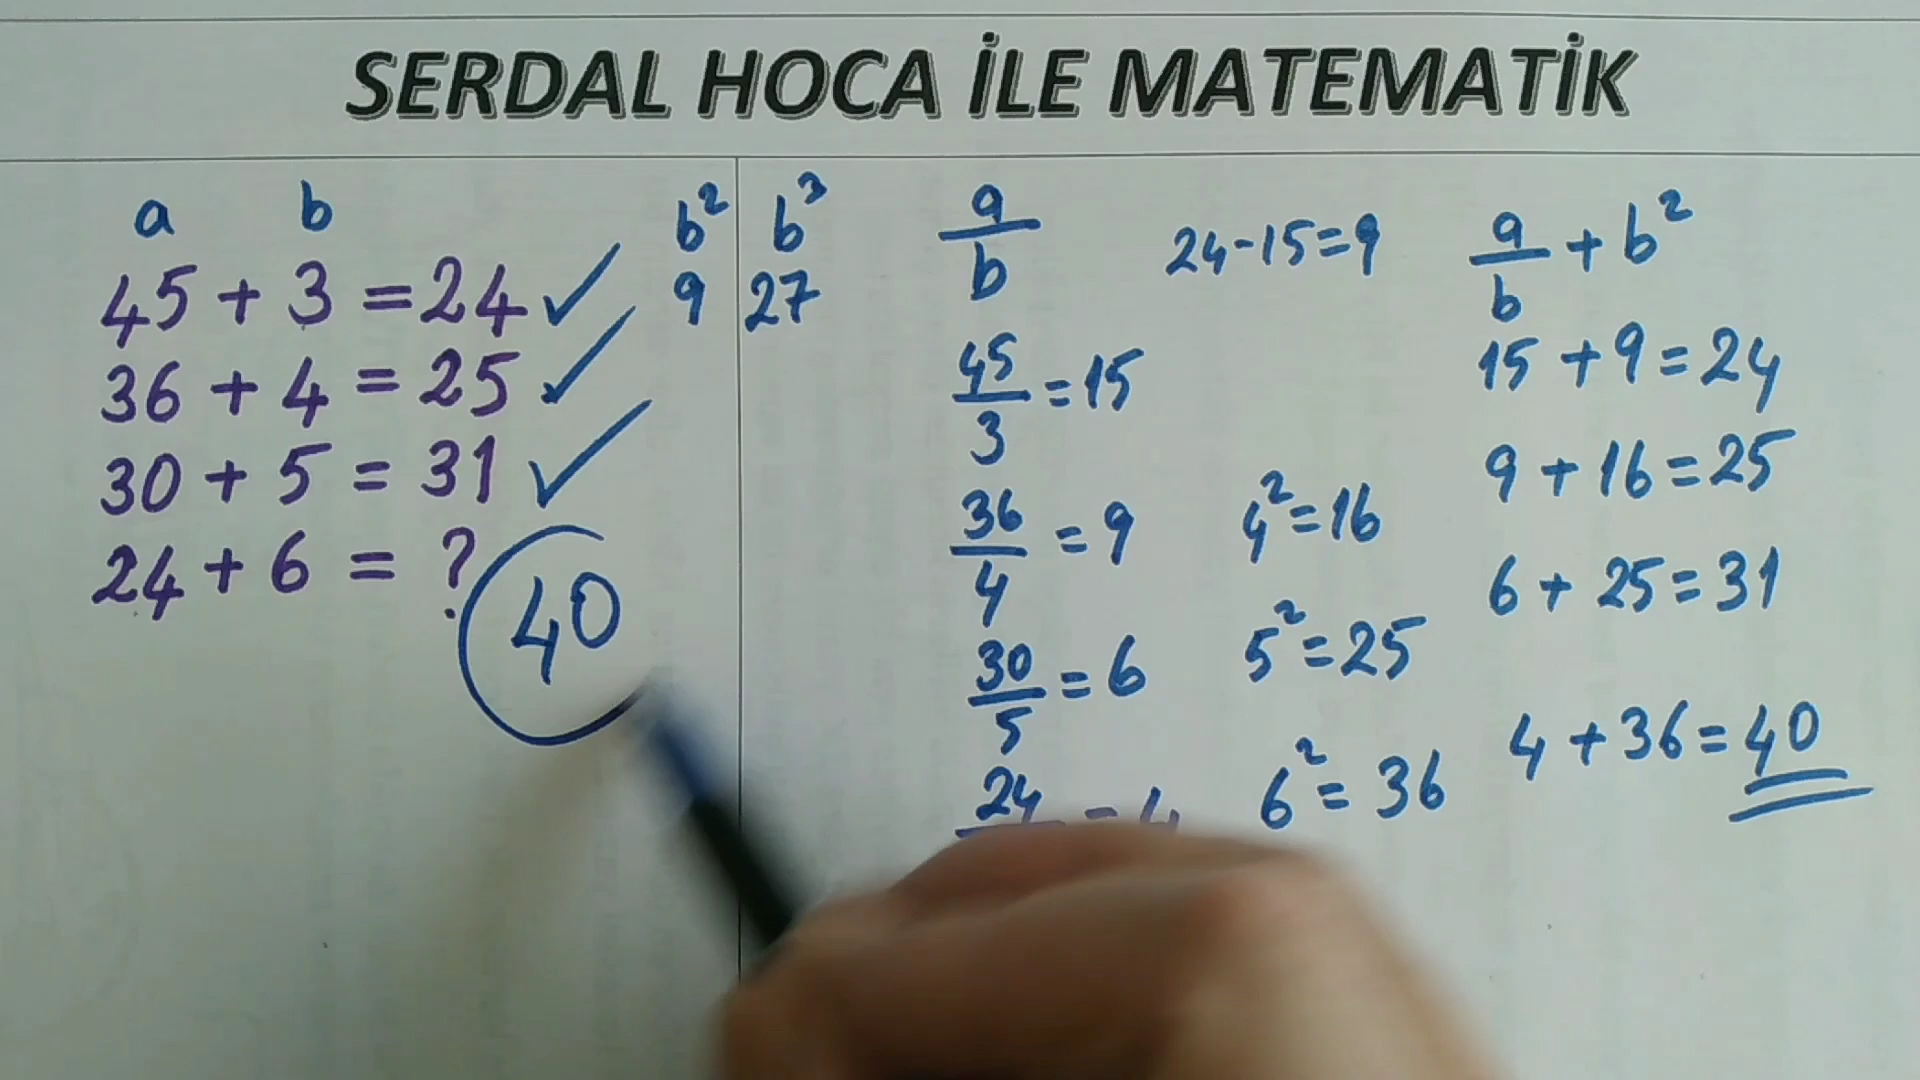 SERDAL HOCA İLE MATEMATİK
a b
45 + 3 = 24 ✓
36 + 4 = 25 ✓
30 + 5 = 31 ✓
24 + 6 = ?
40
b² b³
9 27
a/b
45/3 = 15
36/4 = 9
30/5 = 6
24
= 4
24-15=9
4²=16
5²=25
6²=36
a/b + b²
15 + 9 = 24
9 + 16 = 25
6 + 25 = 31
4 + 36 = 40